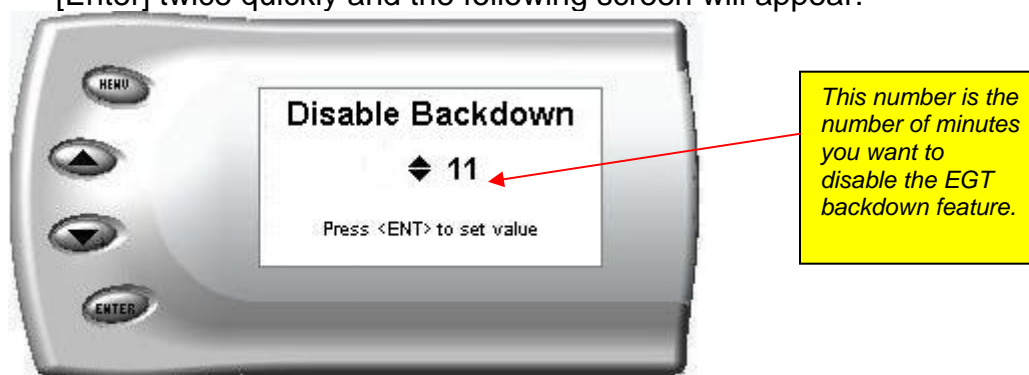 [Enter] twice quickly and the following screen will appear:
MENU
Disable Backdown
11
Press <ENT> to set value
ENTER
This number is the
number of minutes
you want to
disable the EGT
backdown feature.